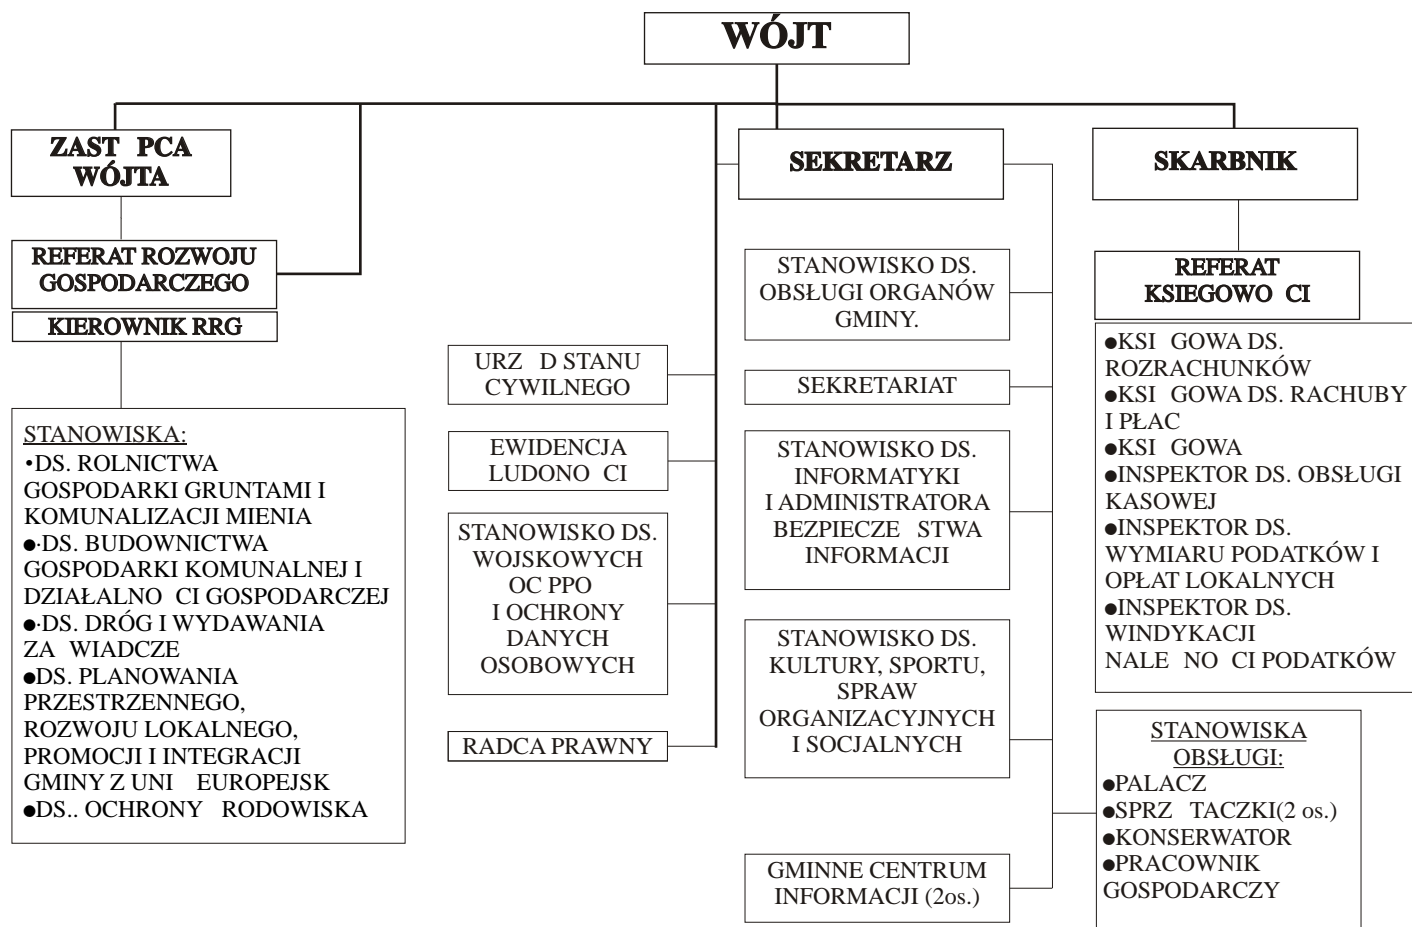 WÓJT
ZAST PCA
WÓJTA
SEKRETARZ
SKARBNIK
REFERAT ROZWOJU
GOSPODARCZEGO
KIEROWNIK RRG
STANOWISKA:
•DS. ROLNICTWA
GOSPODARKI GRUNTAMI I
KOMUNALIZACJI MIENIA
●·DS. BUDOWNICTWA
GOSPODARKI KOMUNALNEJ I
DZIAŁALNO CI GOSPODARCZEJ
●·DS. DRÓG I WYDAWANIA
ZA WIADCZE
●DS. PLANOWANIA
PRZESTRZENNEGO,
ROZWOJU LOKALNEGO,
PROMOCJI I INTEGRACJI
GMINY Z UNI EUROPEJSK
●DS.. OCHRONY RODOWISKA
URZ D STANU
CYWILNEGO
EWIDENCJA
LUDONO CI
STANOWISKO DS.
WOJSKOWYCH
OC PPO
I OCHRONY
DANYCH
OSOBOWYCH
RADCA PRAWNY
STANOWISKO DS.
OBSŁUGI ORGANÓW
GMINY.
SEKRETARIAT
STANOWISKO DS.
INFORMATYKI
I ADMINISTRATORA
BEZPIECZE STWA
INFORMACJI
STANOWISKO DS.
KULTURY, SPORTU,
SPRAW
ORGANIZACYJNYCH
I SOCJALNYCH
GMINNE CENTRUM
INFORMACJI (2os.)
REFERAT
KSIEGOWO CI
●KSI GOWA DS.
ROZRACHUNKÓW
●KSI GOWA DS. RACHUBY
I PŁAC
●KSI GOWA
●INSPEKTOR DS. OBSŁUGI
KASOWEJ
●INSPEKTOR DS.
WYMIARU PODATKÓW I
OPŁAT LOKALNYCH
●INSPEKTOR DS.
WINDYKACJI
NALE NO CI PODATKÓW
STANOWISKA
OBSŁUGI:
●PALACZ
●SPRZ TACZKI(2 os.)
●KONSERWATOR
●PRACOWNIK
GOSPODARCZY